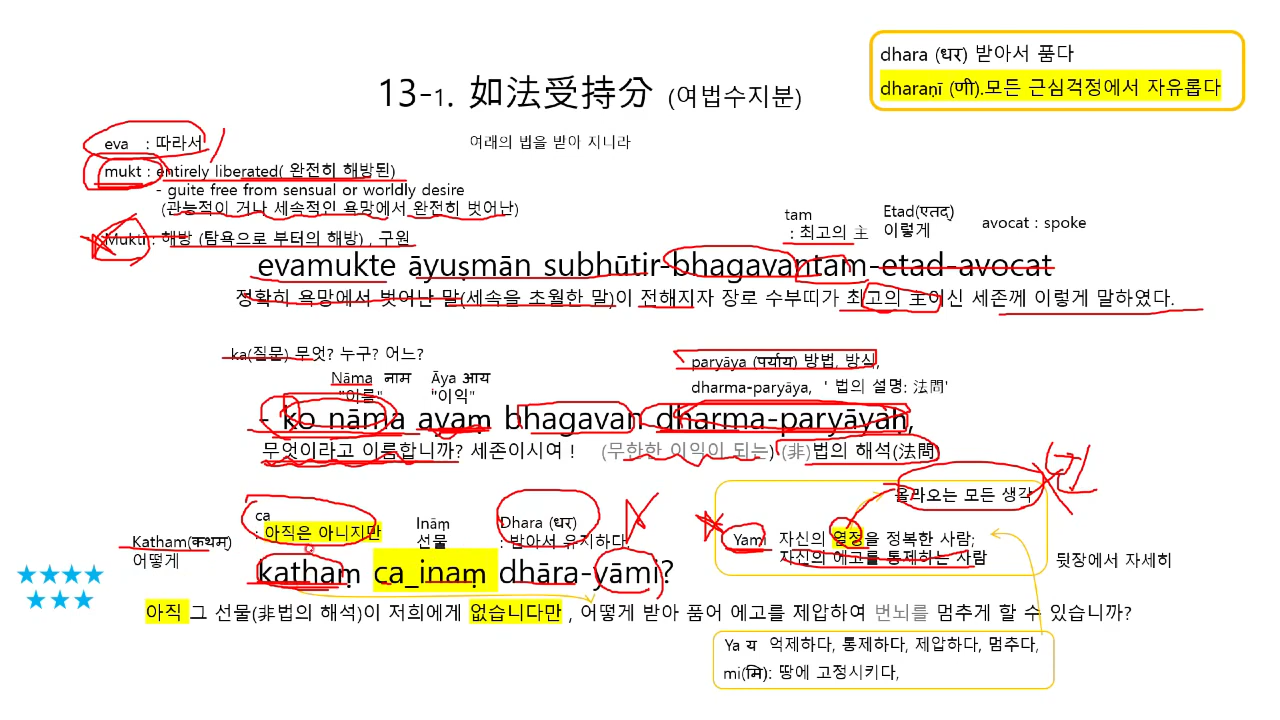 dhara (धर) 받아서 품다
dharaṇī (णी).모든 근심걱정에서 자유롭다
13-1. 如法受持分 (여법수지분)
여래의 법을 받아 지니라
eva : 따라서
mukt : entirely liberated( 완전히 해방된)
- guite free from sensual or worldly desire
(관능적이 거나 세속적인 욕망에서 완전히 벗어난)
Mukti : 해방 (탐욕으로 부터의 해방) , 구원
tam
: 최고의 主
Etad(एतद्)
이렇게
avocat : spoke
evamukte āyuṣmān subhūtir-bhagavantam-etad-avocat
정확히 욕망에서 벗어난 말(세속을 초월한 말)이 전해지자 장로 수부띠가 최고의 主이신 세존께 이렇게 말하였다.
ka(질문) 무엇? 누구? 어느?
Nāma नाम
"이름"
Āya आय
"이익"
paryāya (पर्याय) 방법, 방식,
dharma-paryāya, ' 법의 설명: 法問'
- ko nāma ayaṃ bhagavan dharma-paryāyaḥ,
무엇이라고 이름합니까? 세존이시여 ! (무한한 이익이 되는) (非)법의 해석(法問)
올라오는 모든 생각
ca
: 아직은 아니지만
Katham(कथम्)
어떻게
Ināṃ
선물
Dhara (धर)
: 받아서 유지하다
Yami 자신의 열정을 정복한 사람;
자신의 에고를 통제하는 사람
뒷장에서 자세히
kathaṃ ca_inaṃ dhāra-yāmi?
★★★★
★★★
아직 그 선물(非법의 해석)이 저희에게 없습니다만 , 어떻게 받아 품어 에고를 제압하여 번뇌를 멈추게 할 수 있습니까?
Ya य 억제하다, 통제하다, 제압하다, 멈추다,
mi(मि): 땅에 고정시키다,